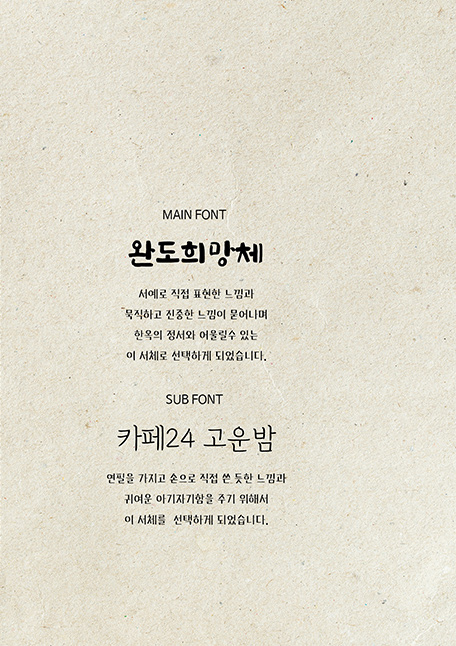 MAIN FONT
완도희망체
서예로 직접 표현한 느낌과
묵직하고 진중한 느낌이 묻어나며
한옥의 정서와 어울릴수 있는
이 서체로 선택하게 되었습니다.
SUB FONT
카페24 고운밤
연필을 가지고 손으로 직접 쓴 듯한 느낌과
귀여운 아기자기함을 주기 위해서
이 서체를 선택하게 되었습니다.